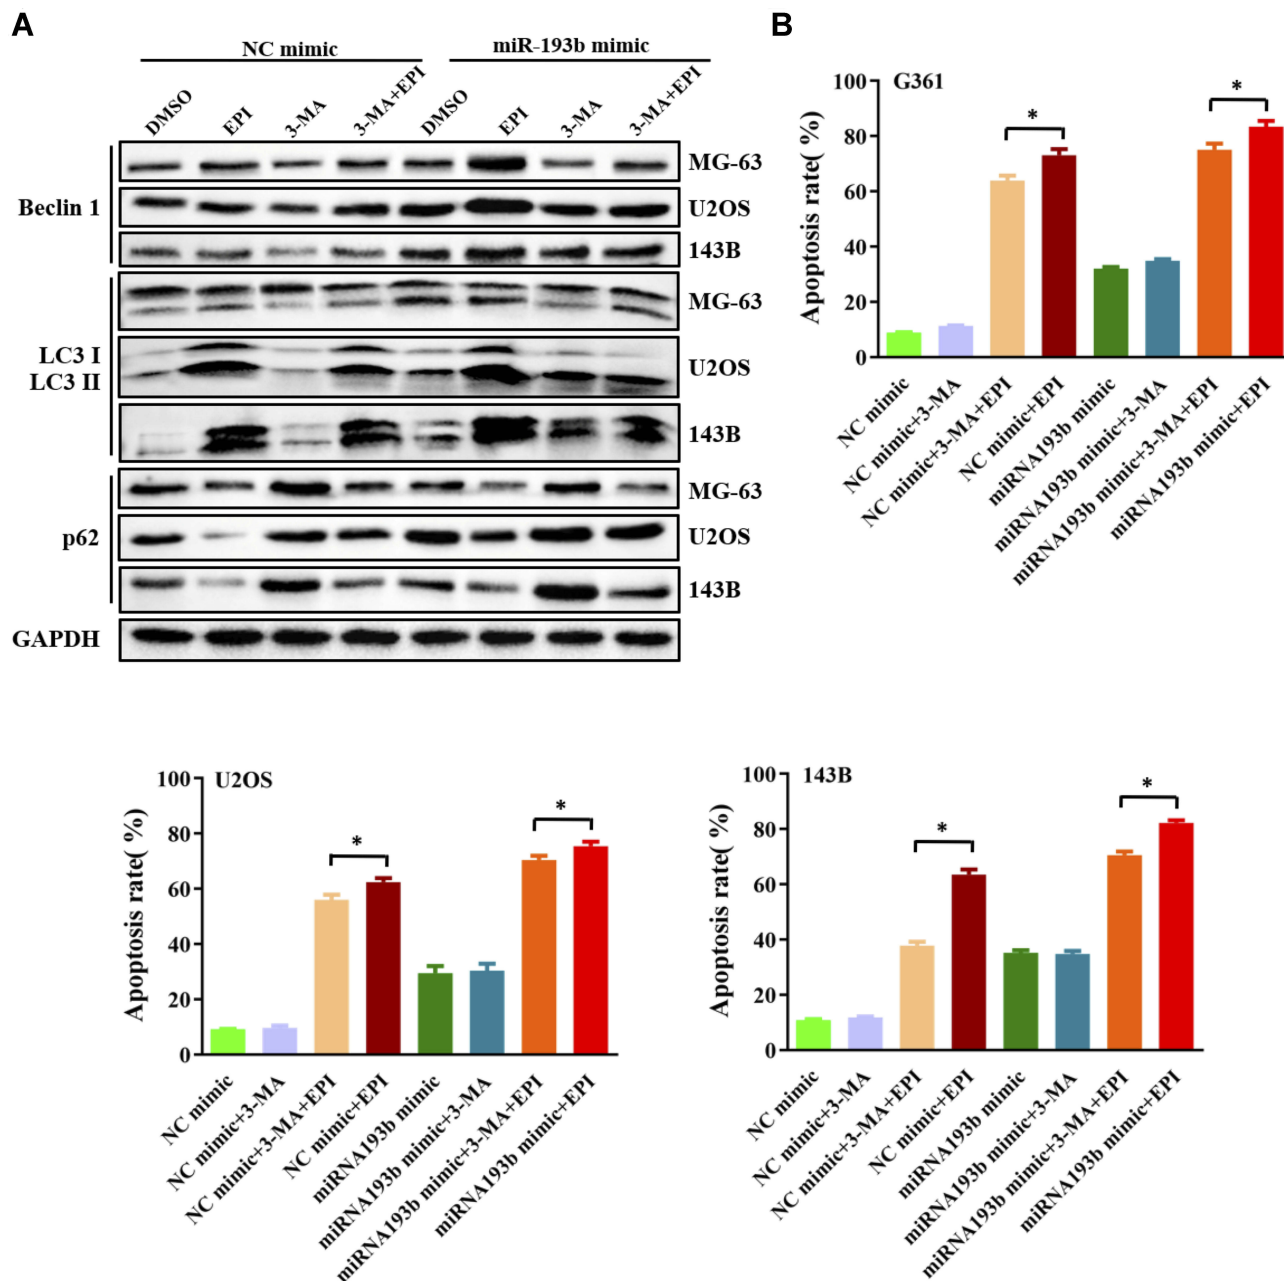 A
NC mimic
miR-193b mimic
DMSO
EPI
3-MA
3-MA+EPI
DMSO
EPI
3-MA
3-MA+EPI
Beclin 1
MG-63
U2OS
143B
LC3 I
LC3 II
MG-63
U2OS
143B
p62
MG-63
U2OS
143B
GAPDH
B
G361
Apoptosis rate( %)
100
80
60
40
20
0
*
*
NC mimic
NC mimic+3-MA
NC mimic+3-MA+EPI
NC mimic+EPI
miRNA193b mimic
miRNA193b mimic+3-MA
miRNA193b mimic+3-MA+EPI
miRNA193b mimic+EPI
U2OS
Apoptosis rate( %)
100
80
60
40
20
0
*
*
NC mimic
NC mimic+3-MA
NC mimic+3-MA+EPI
NC mimic+EPI
miRNA193b mimic
miRNA193b mimic+3-MA
miRNA193b mimic+3-MA+EPI
miRNA193b mimic+EPI
143B
Apoptosis rate( %)
100
80
60
40
20
0
*
*
NC mimic
NC mimic+3-MA
NC mimic+3-MA+EPI
NC mimic+EPI
miRNA193b mimic
miRNA193b mimic+3-MA
miRNA193b mimic+3-MA+EPI
miRNA193b mimic+EPI